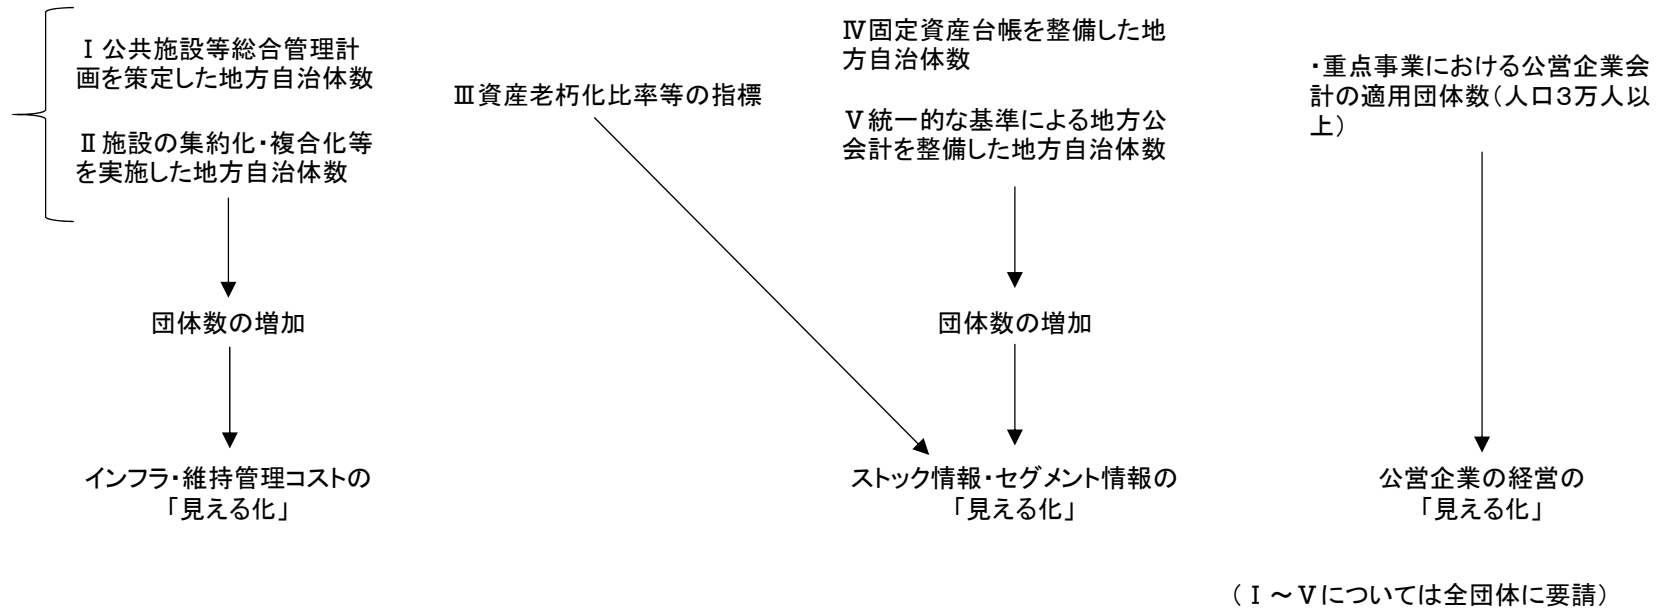 Ⅰ公共施設等総合管理計
画を策定した地方自治体数
Ⅱ施設の集約化・複合化等
を実施した地方自治体数
団体数の増加
インフラ・維持管理コストの
「見える化」
Ⅲ資産老朽化比率等の指標
Ⅳ固定資産台帳を整備した地
方自治体数
Ⅴ統一的な基準による地方公
会計を整備した地方自治体数
団体数の増加
ストック情報・セグメント情報の
「見える化」
・重点事業における公営企業会
計の適用団体数（人口３万人以
上）
公営企業の経営の
「見える化」
（Ⅰ～Ⅴについては全団体に要請）